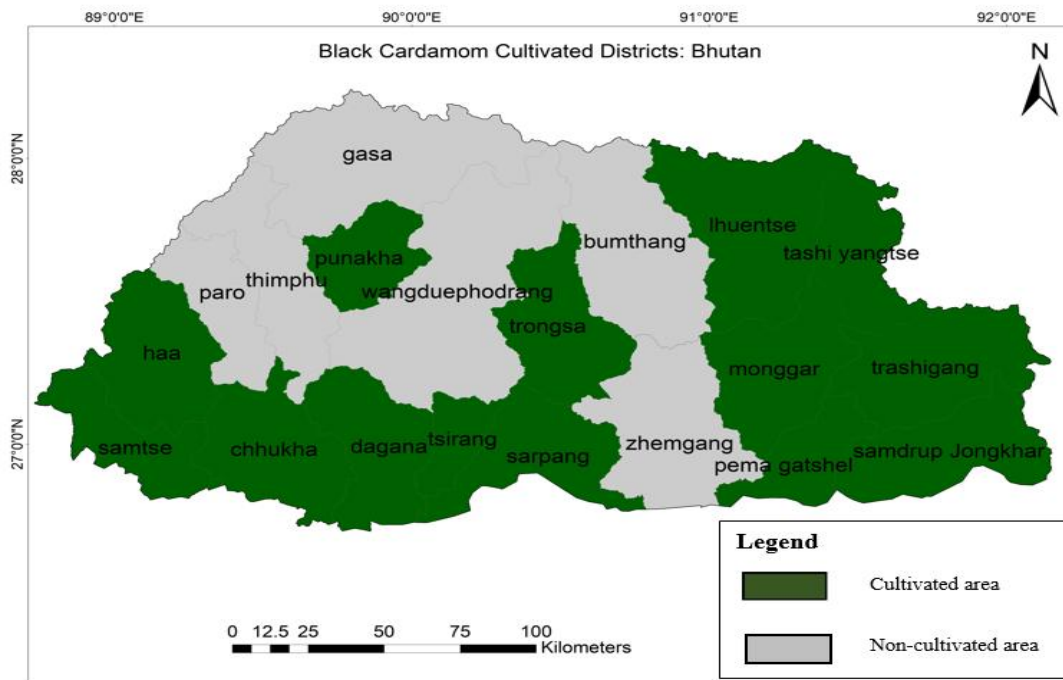 89°0'0"E
90°0'0"E
91°0'0"E
92°0'0"E
Black Cardamom Cultivated Districts: Bhutan
N
28°0'0"N
gasa
lhuentse
bumthang
punakha
tashi yangtse
thimphu
paro
wangduephodrang
trongsa
haa
monggar
trashigang
27°0'0"N
samtse
chhukha
dagana
tsirang
sarpang
zhemgang
pema gatshel
samdrup Jongkhar
Legend
Cultivated area
Non-cultivated area
0 12.5 25 50 75 100
Kilometers